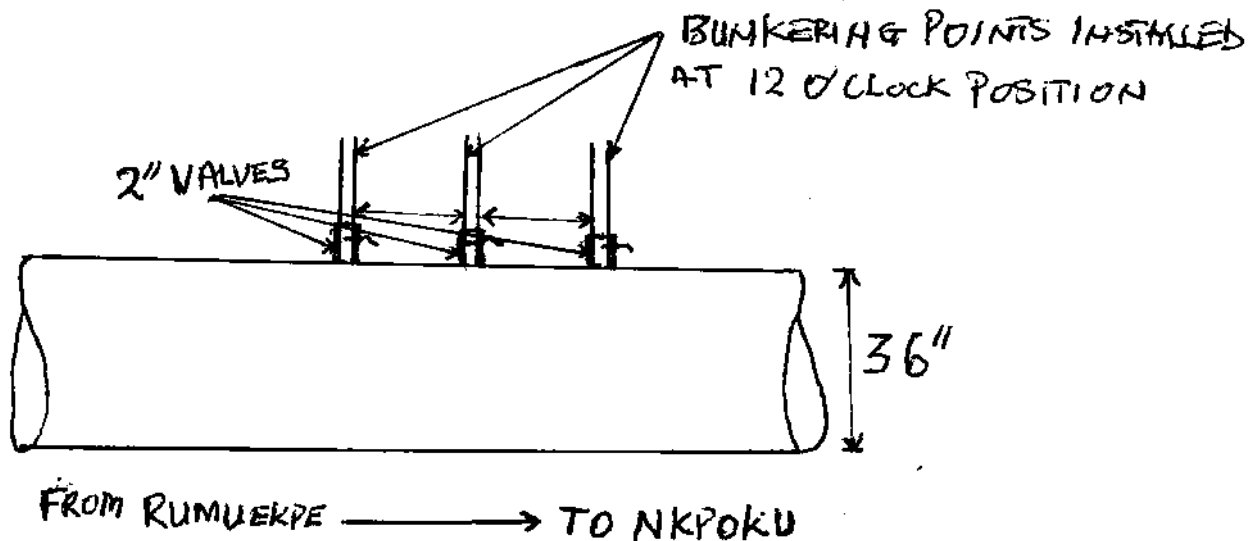 BUNKERING POINTS INSTALLED
AT 12 O'CLOCK POSITION
2" VALVES
36"
FROM RUMUEKPE → TO NKPOKU